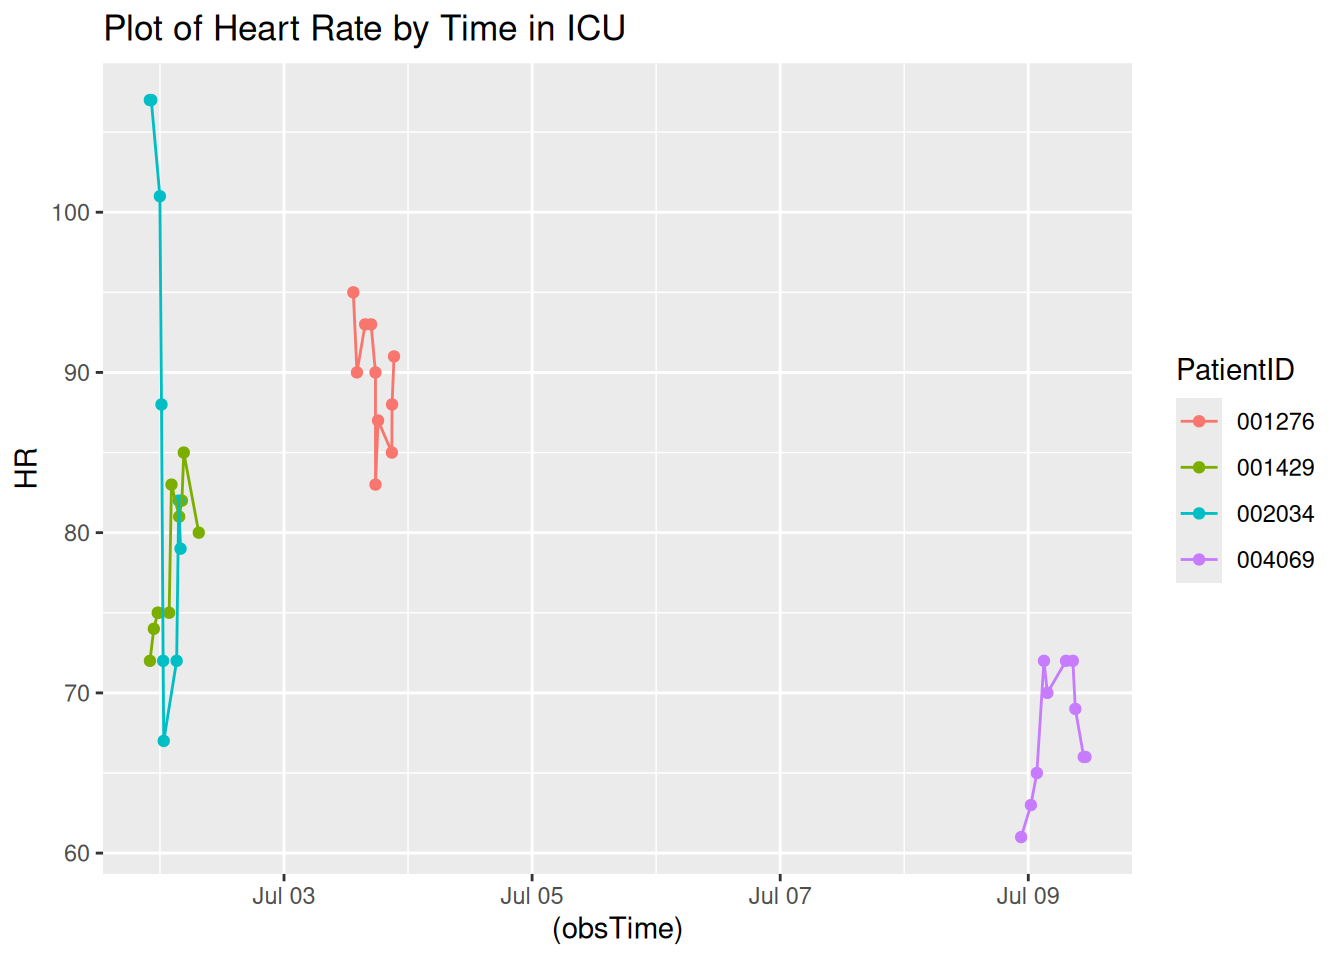 Plot of Heart Rate by Time in ICU
HR
100
90
80
70
60
Jul 03
Jul 05
Jul 07
Jul 09
(obsTime)
PatientID
001276
001429
002034
004069